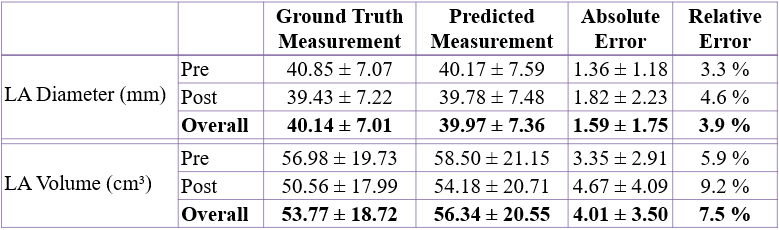 Ground Truth Measurement Predicted Measurement Absolute Error Relative Error
LA Diameter (mm) Pre 40.85 ± 7.07 40.17 ± 7.59 1.36 ± 1.18 3.3 %
Post 39.43 ± 7.22 39.78 ± 7.48 1.82 ± 2.23 4.6 %
Overall 40.14 ± 7.01 39.97 ± 7.36 1.59 ± 1.75 3.9 %
LA Volume (cm³) Pre 56.98 ± 19.73 58.50 ± 21.15 3.35 ± 2.91 5.9 %
Post 50.56 ± 17.99 54.18 ± 20.71 4.67 ± 4.09 9.2 %
Overall 53.77 ± 18.72 56.34 ± 20.55 4.01 ± 3.50 7.5 %